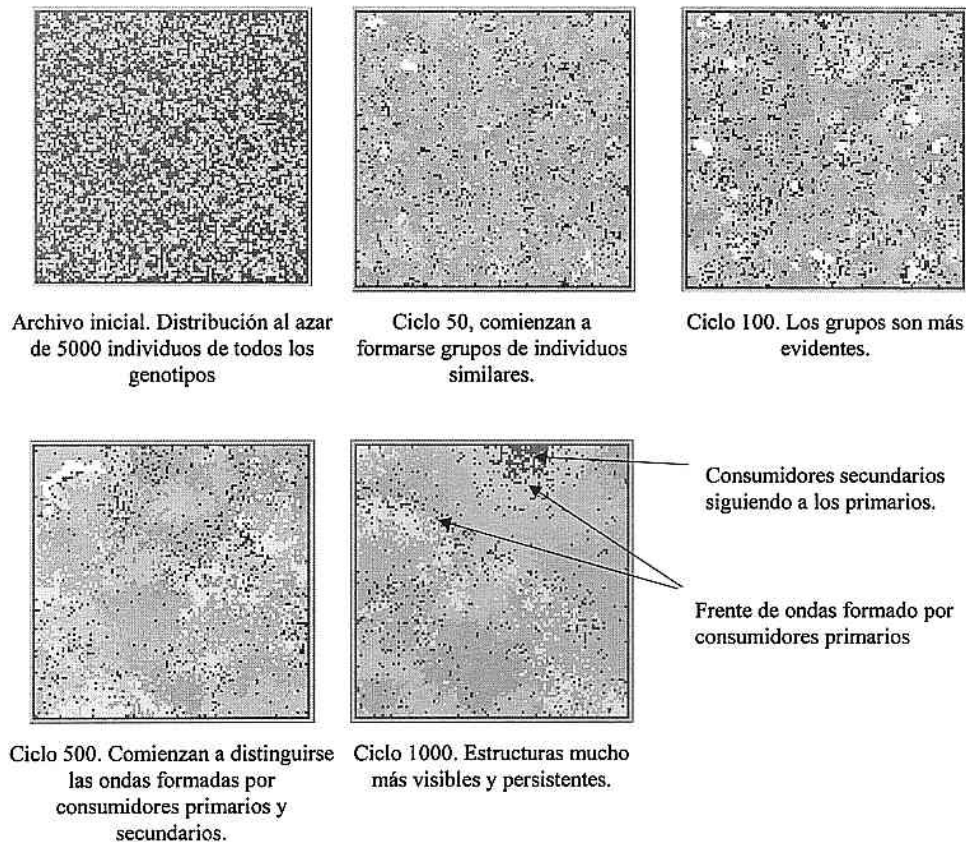 Archivo inicial. Distribución al azar
de 5000 individuos de todos los
genotipos
Ciclo 50, comienzan a
formarse grupos de individuos
similares.
Ciclo 100. Los grupos son más
evidentes.
Consumidores secundarios
siguiendo a los primarios.
Frente de ondas formado por
consumidores primarios
Ciclo 500. Comienzan a distinguirse
las ondas formadas por
consumidores primarios y
secundarios.
Ciclo 1000. Estructuras mucho
más visibles y persistentes.